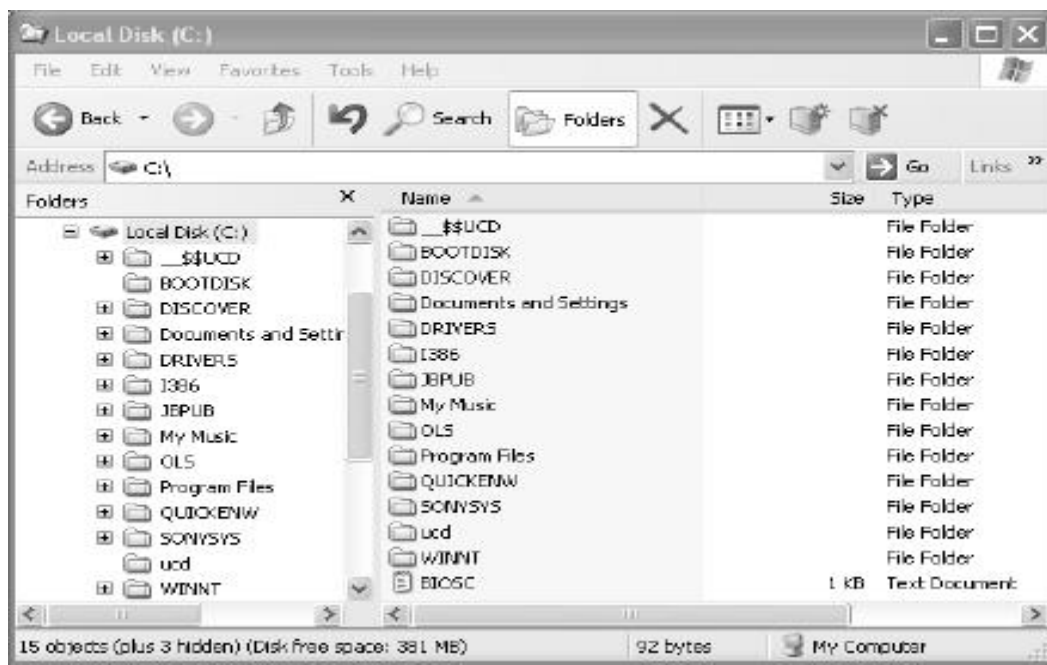 Local Disk (C:)
File Edit View Favorites Tools Help
Back Search Folders
Address C:\ Go Links »
Folders × Name Size Type
Local Disk (C:)
__$$UCD
BOOTDISK
DISCOVER
Documents and Settin
DRIVERS
I386
JBPUB
My Music
OLS
Program Files
QUICKENW
SONYSYS
ucd
WINNT
__$$UCD File Folder
BOOTDISK File Folder
DISCOVER File Folder
Documents and Settings File Folder
DRIVERS File Folder
I386 File Folder
JBPUB File Folder
My Music File Folder
OLS File Folder
Program Files File Folder
QUICKENW File Folder
SONYSYS File Folder
ucd File Folder
WINNT File Folder
BIOSC 1 KB Text Document
15 objects (plus 3 hidden) (Disk free space: 381 MB) 92 bytes My Computer